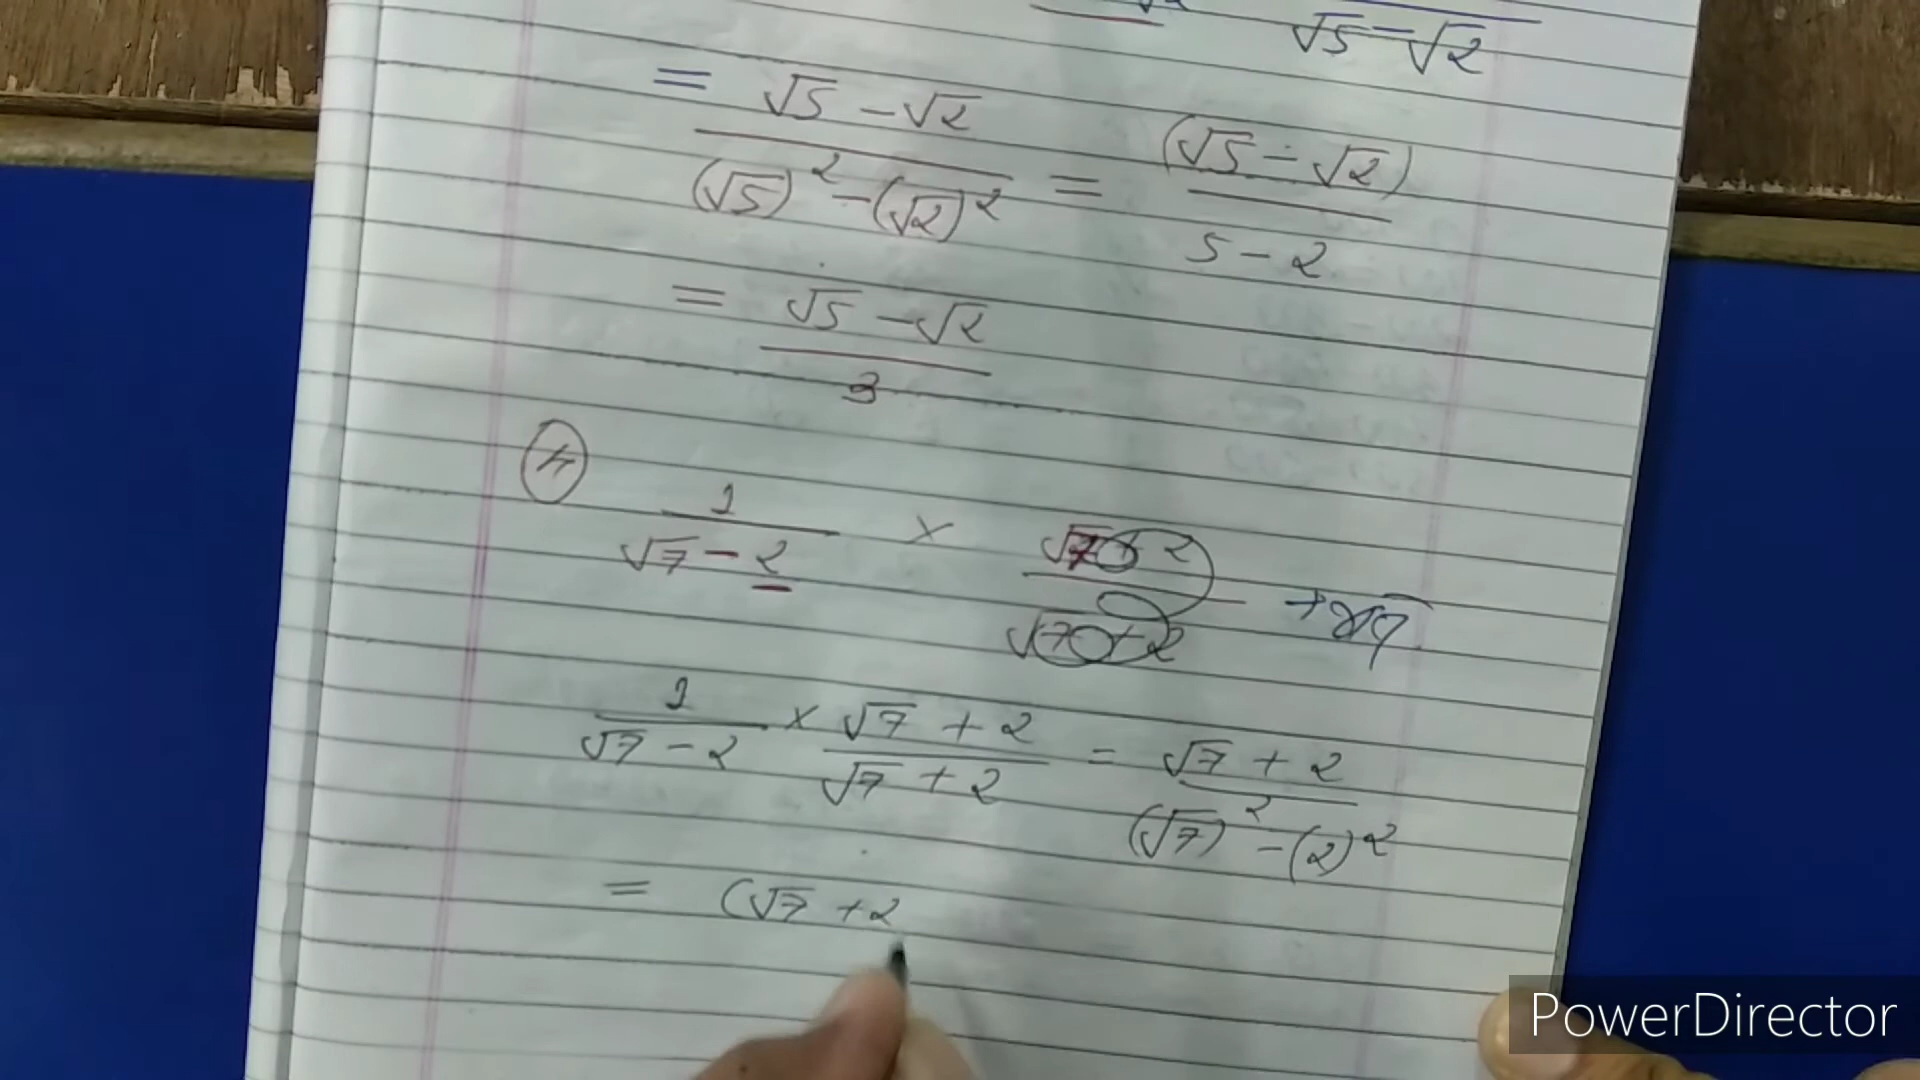 √5 - √2
= √5 - √2 / (√5)² - (√2)² = (√5 - √2) / 5 - 2
= √5 - √2 / 3
1 / √7 - 2 × √7 + 2 / √7 + 2
1 / √7 - 2 × √7 + 2 / √7 + 2 = √7 + 2 / (√7)² - (2)²
= (√7 + 2
PowerDirector